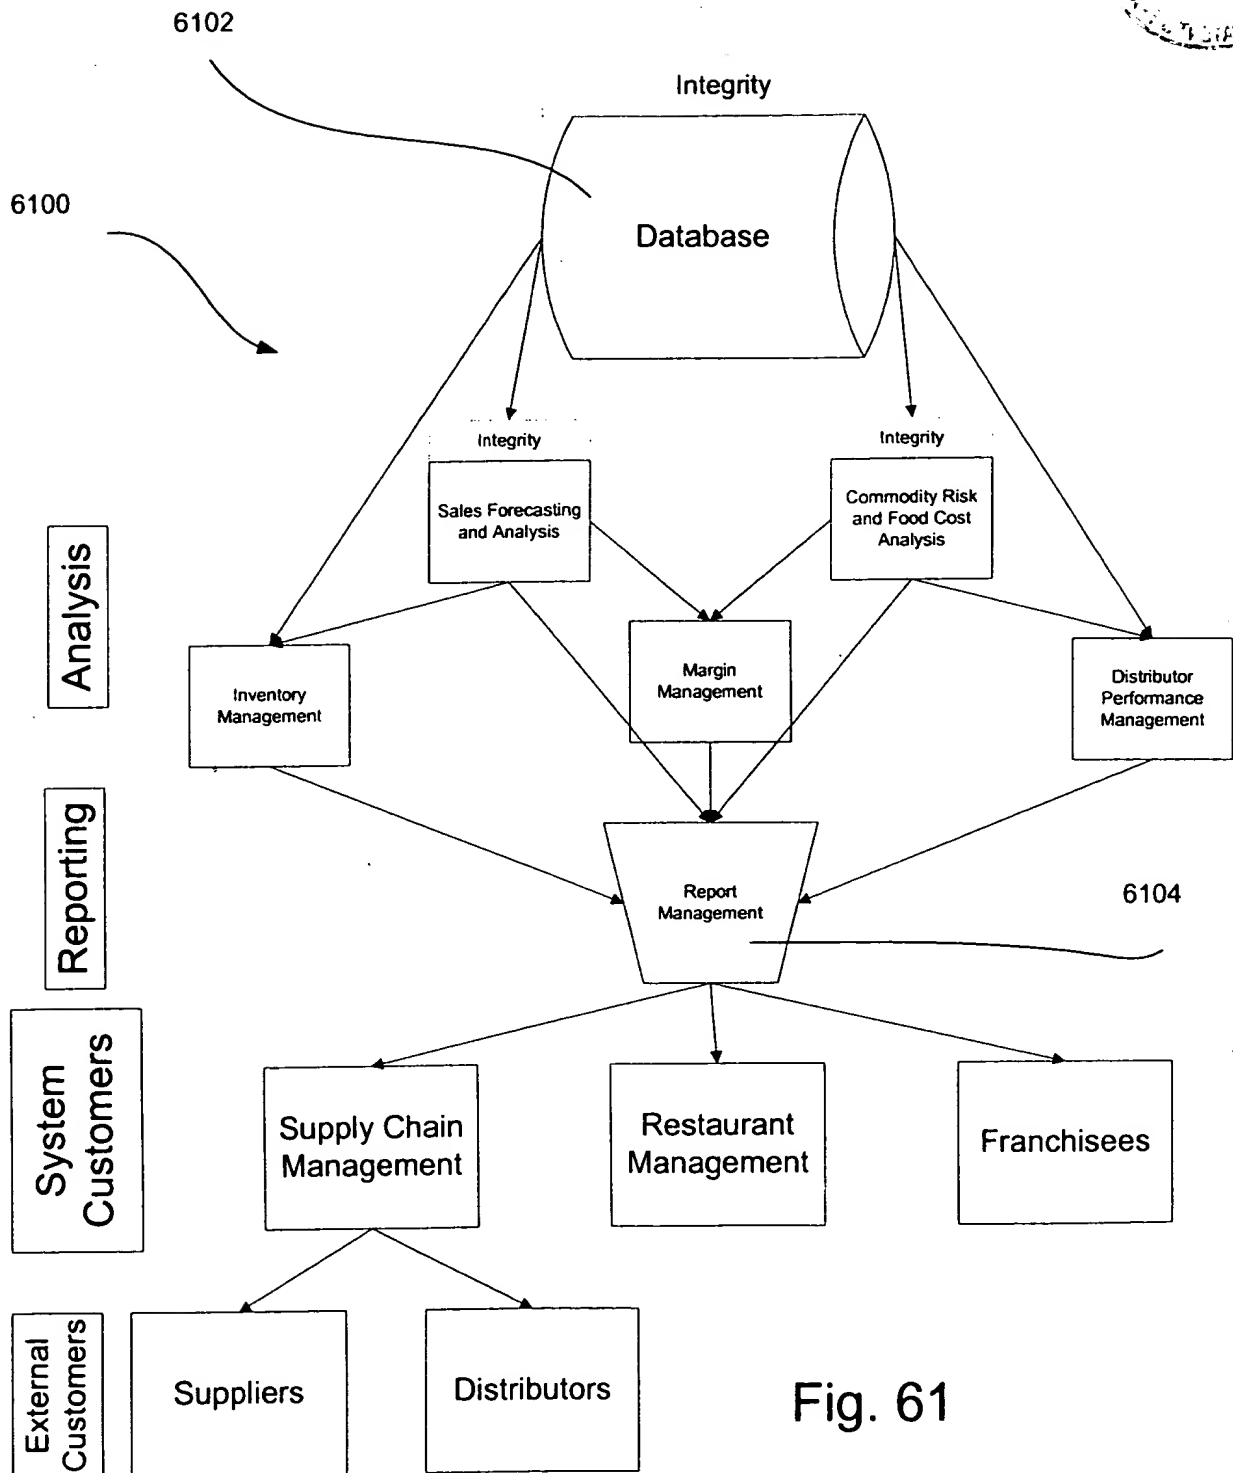 6102
Integrity
6100
Database
Integrity
Integrity
Sales Forecasting
and Analysis
Commodity Risk
and Food Cost
Analysis
Analysis
Inventory
Management
Margin
Management
Distributor
Performance
Management
Reporting
Report
Management
6104
System
Customers
Supply Chain
Management
Restaurant
Management
Franchisees
External
Customers
Suppliers
Distributors
Fig. 61